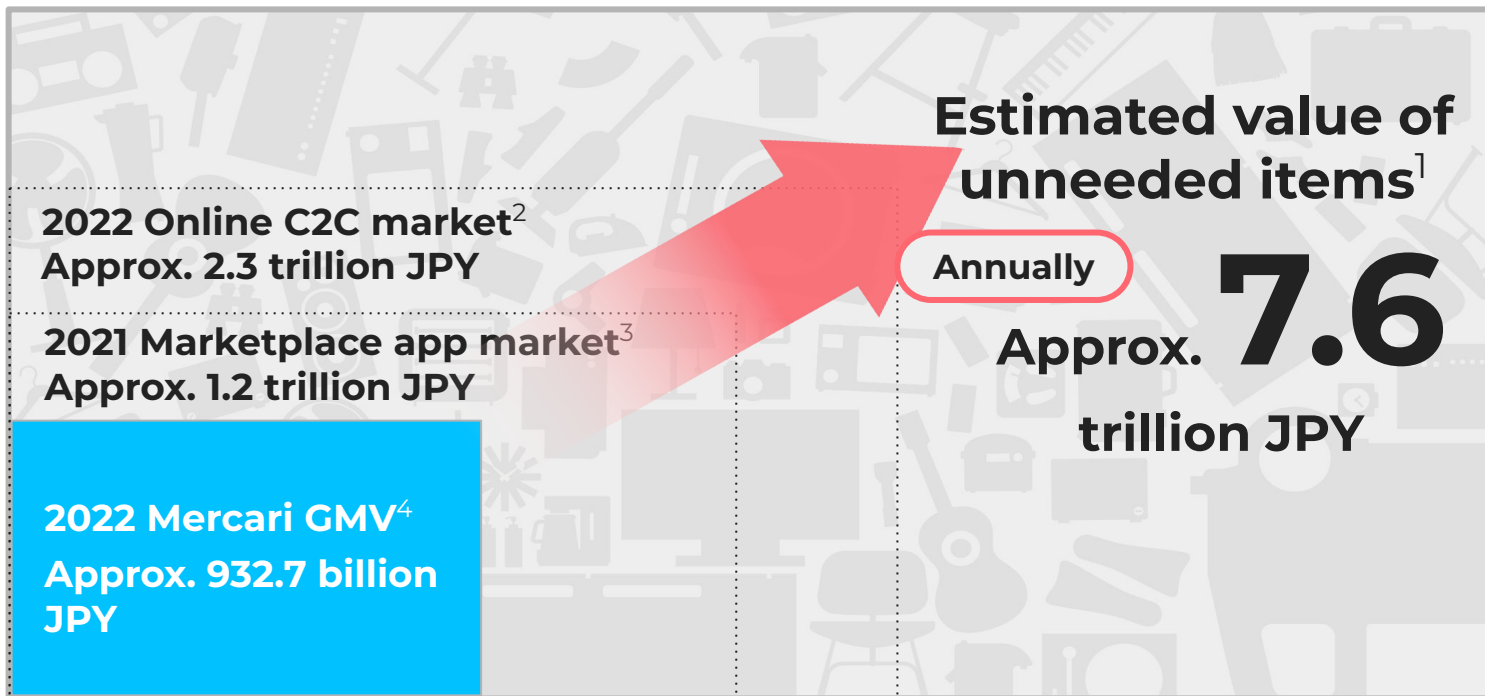 Estimated value of
unneeded items1
Annually
Approx. 7.6
trillion JPY
2022 Online C2C market2
Approx. 2.3 trillion JPY
2021 Marketplace app market3
Approx. 1.2 trillion JPY
2022 Mercari GMV4
Approx. 932.7 billion
JPY